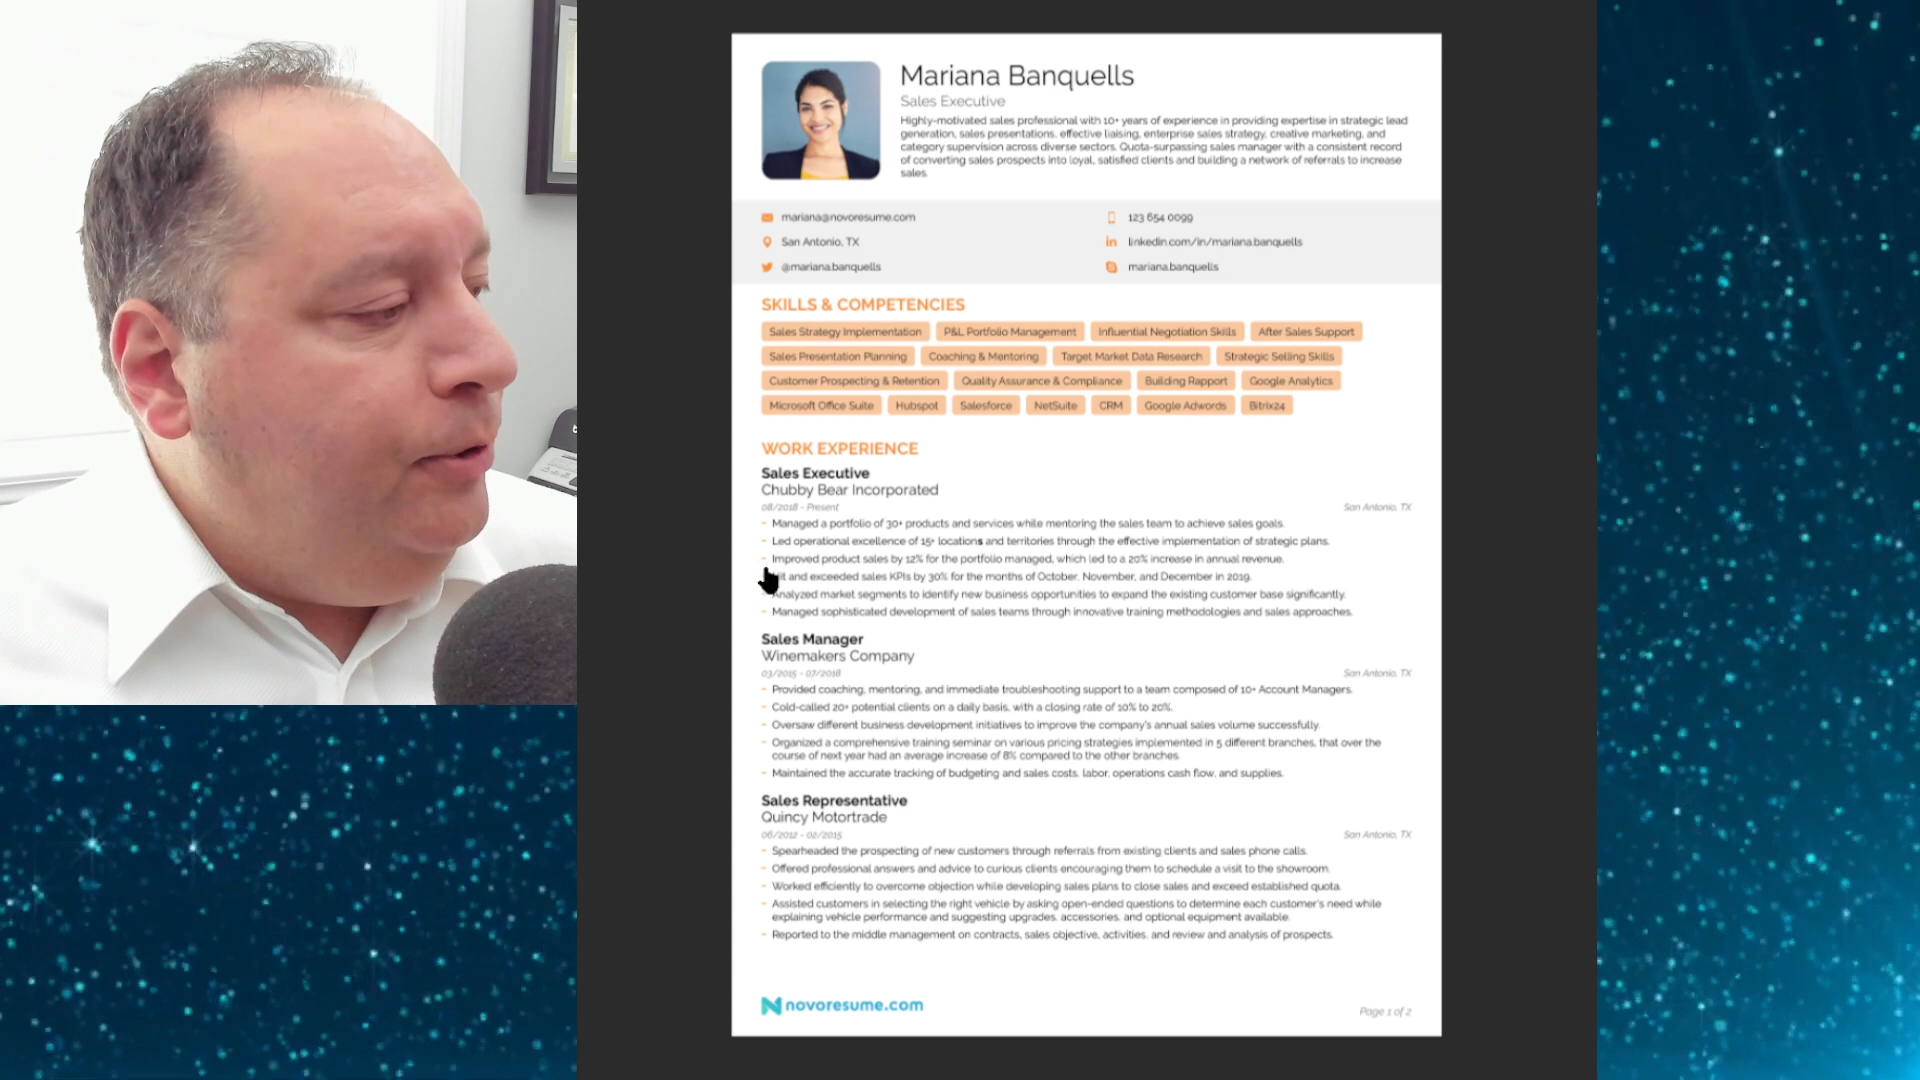 Mariana Banquells
Sales Executive
Highly-motivated sales professional with 10+ years of experience in providing expertise in strategic lead
generation, sales presentations, effective liaising, enterprise sales strategy, creative marketing, and
category supervision across diverse sectors. Quota-surpassing sales manager with a consistent record
of converting sales prospects into loyal, satisfied clients and building a network of referrals to increase
sales.
mariana@novoresume.com
123 654 0099
San Antonio, TX
linkedin.com/in/mariana.banquells
@mariana.banquells
mariana.banquells
SKILLS & COMPETENCIES
Sales Strategy Implementation P&L Portfolio Management Influential Negotiation Skills After Sales Support
Sales Presentation Planning Coaching & Mentoring Target Market Data Research Strategic Selling Skills
Customer Prospecting & Retention Quality Assurance & Compliance Building Rapport Google Analytics
Microsoft Office Suite Hubspot Salesforce NetSuite CRM Google Adwords Bitrix24
WORK EXPERIENCE
Sales Executive
Chubby Bear Incorporated
08/2018 - Present San Antonio, TX
- Managed a portfolio of 30+ products and services while mentoring the sales team to achieve sales goals.
- Led operational excellence of 15+ locations and territories through the effective implementation of strategic plans.
- Improved product sales by 12% for the portfolio managed, which led to a 20% increase in annual revenue.
and exceeded sales KPIs by 30% for the months of October, November, and December in 2019.
- Analyzed market segments to identify new business opportunities to expand the existing customer base significantly.
- Managed sophisticated development of sales teams through innovative training methodologies and sales approaches.
Sales Manager
Winemakers Company
03/2015 - 07/2018 San Antonio, TX
- Provided coaching, mentoring, and immediate troubleshooting support to a team composed of 10+ Account Managers.
- Cold-called 20+ potential clients on a daily basis, with a closing rate of 10% to 20%.
- Oversaw different business development initiatives to improve the company's annual sales volume successfully.
- Organized a comprehensive training seminar on various pricing strategies implemented in 5 different branches, that over the
course of next year had an average increase of 8% compared to the other branches.
- Maintained the accurate tracking of budgeting and sales costs, labor, operations cash flow, and supplies.
Sales Representative
Quincy Motortrade
06/2012 - 02/2015 San Antonio, TX
- Spearheaded the prospecting of new customers through referrals from existing clients and sales phone calls.
- Offered professional answers and advice to curious clients encouraging them to schedule a visit to the showroom.
- Worked efficiently to overcome objection while developing sales plans to close sales and exceed established quota.
- Assisted customers in selecting the right vehicle by asking open-ended questions to determine each customer's need while
explaining vehicle performance and suggesting upgrades, accessories, and optional equipment available.
- Reported to the middle management on contracts, sales objective, activities, and review and analysis of prospects.
novoresume.com
Page 1 of 2